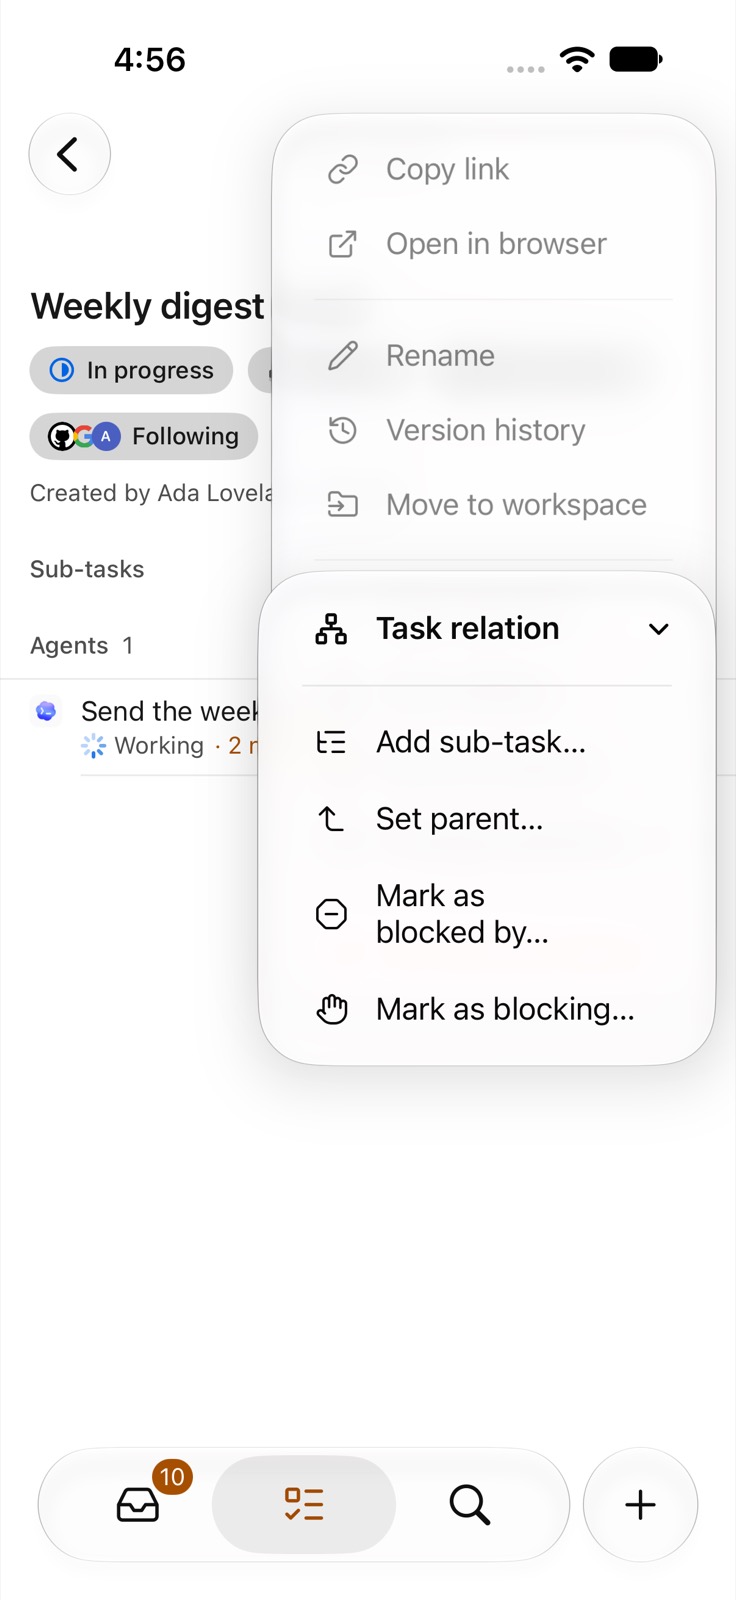 4:56
Copy link
Open in browser
Weekly digest
Rename
In progress
Version history
A Following
Created by Ada
Move to workspace
Sub-tasks
Task relation
Agents 1
Send the
Working · 2
Add sub-task...
Set parent...
Mark as
blocked by...
Mark as blocking...
10